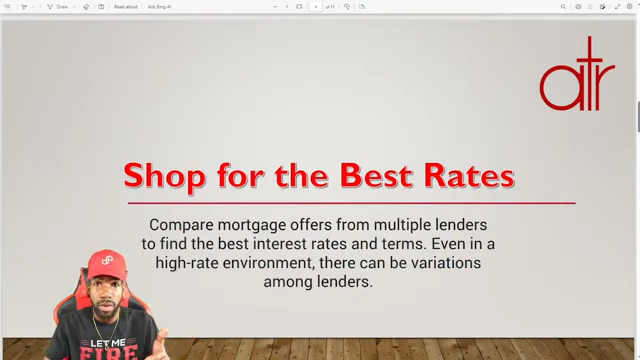 Draw
Read aloud
Ask Bing AI
of 11
atr
Shop for the Best Rates
Compare mortgage offers from multiple lenders
to find the best interest rates and terms. Even in a
high-rate environment, there can be variations
among lenders.
LET ME
FIRE